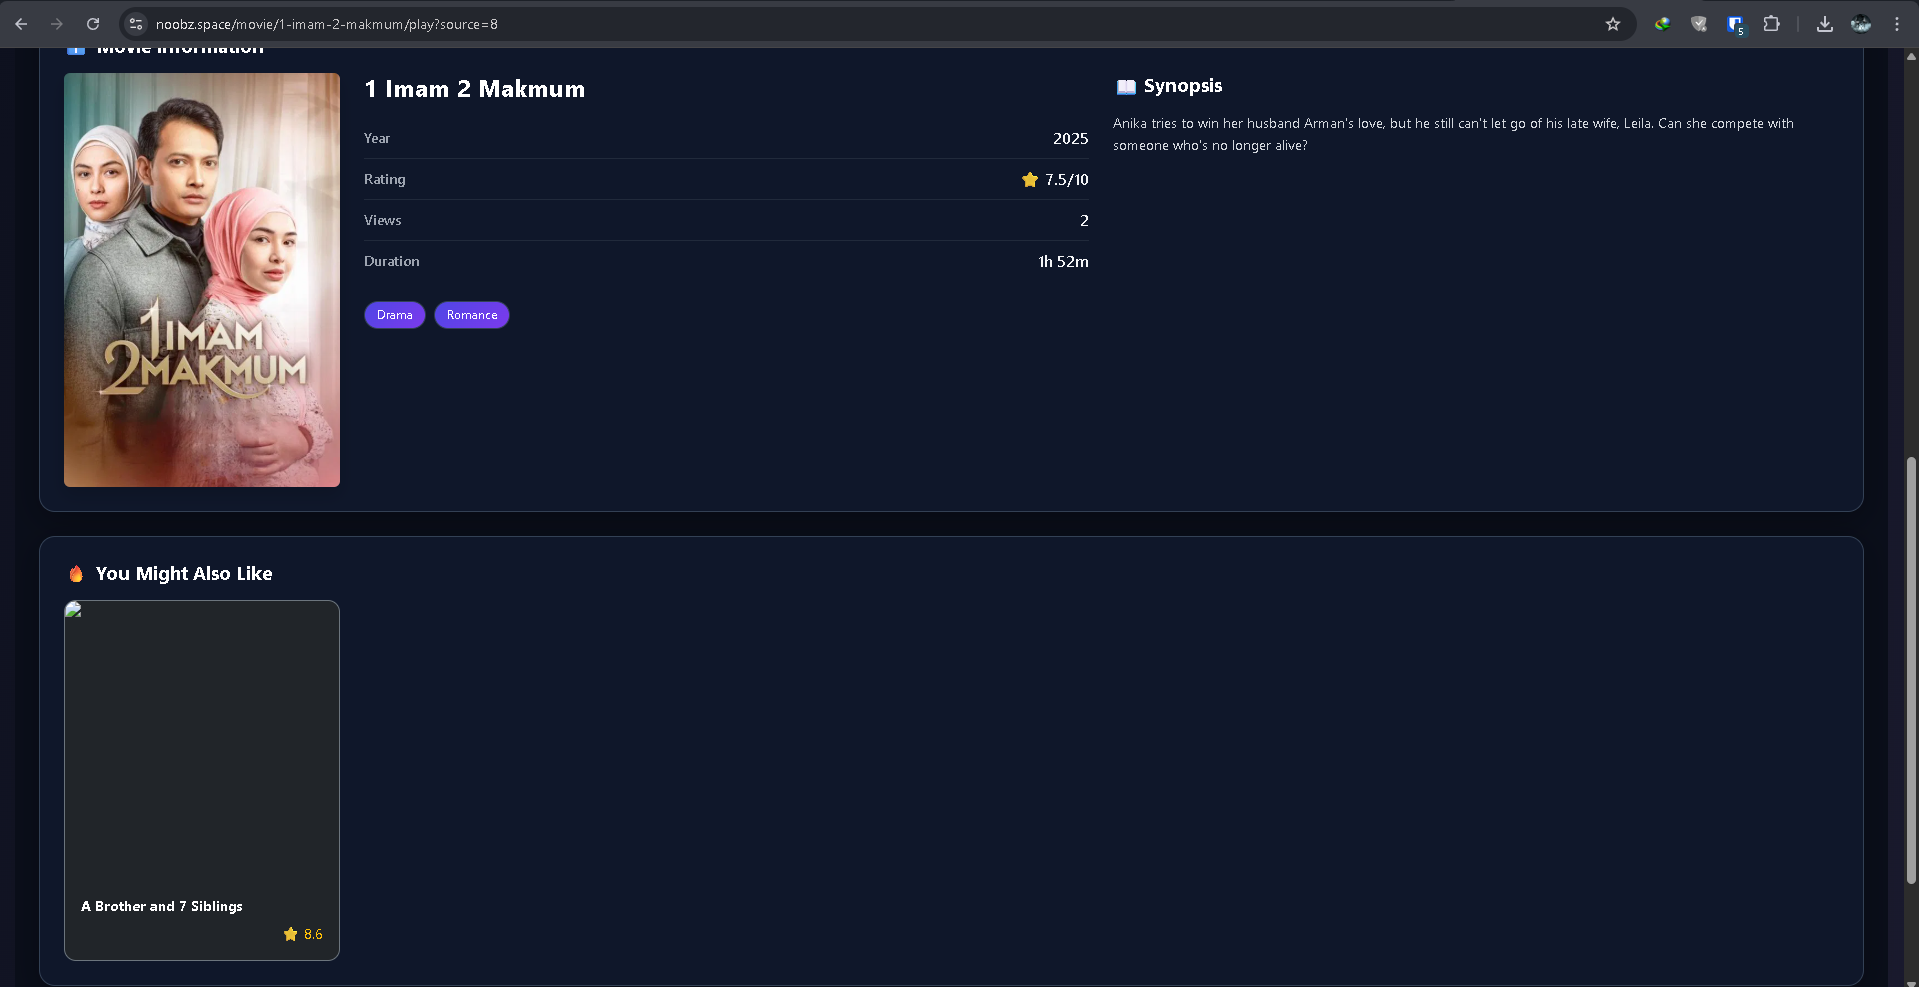 noobz.space/movie/1-imam-2-makmum/play?source=8
5
Movie Information
1 Imam 2 Makmum
Year 2025
Rating 7.5/10
Views 2
Duration 1h 52m
Drama Romance
Synopsis
Anika tries to win her husband Arman's love, but he still can't let go of his late wife, Leila. Can she compete with
someone who's no longer alive?
1 IMAM
2 MAKMUM
You Might Also Like
A Brother and 7 Siblings
8.6